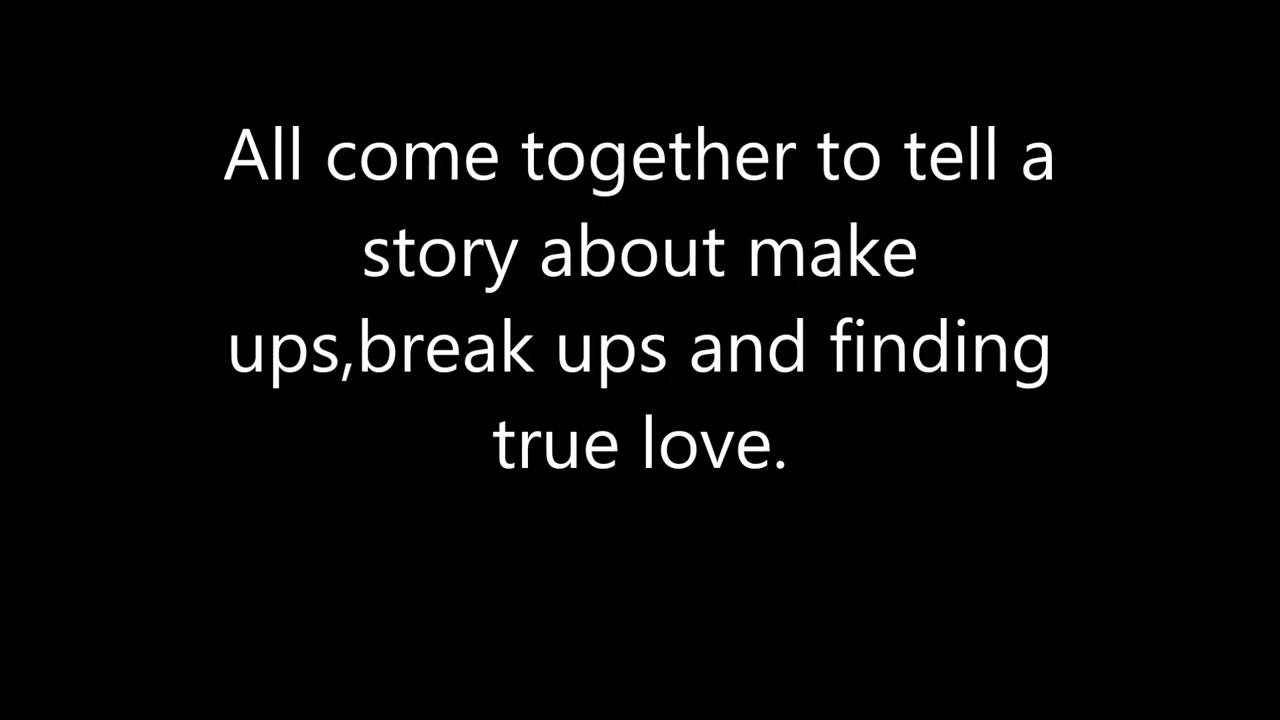 All come together to tell a
story about make
ups,break ups and finding
true love.